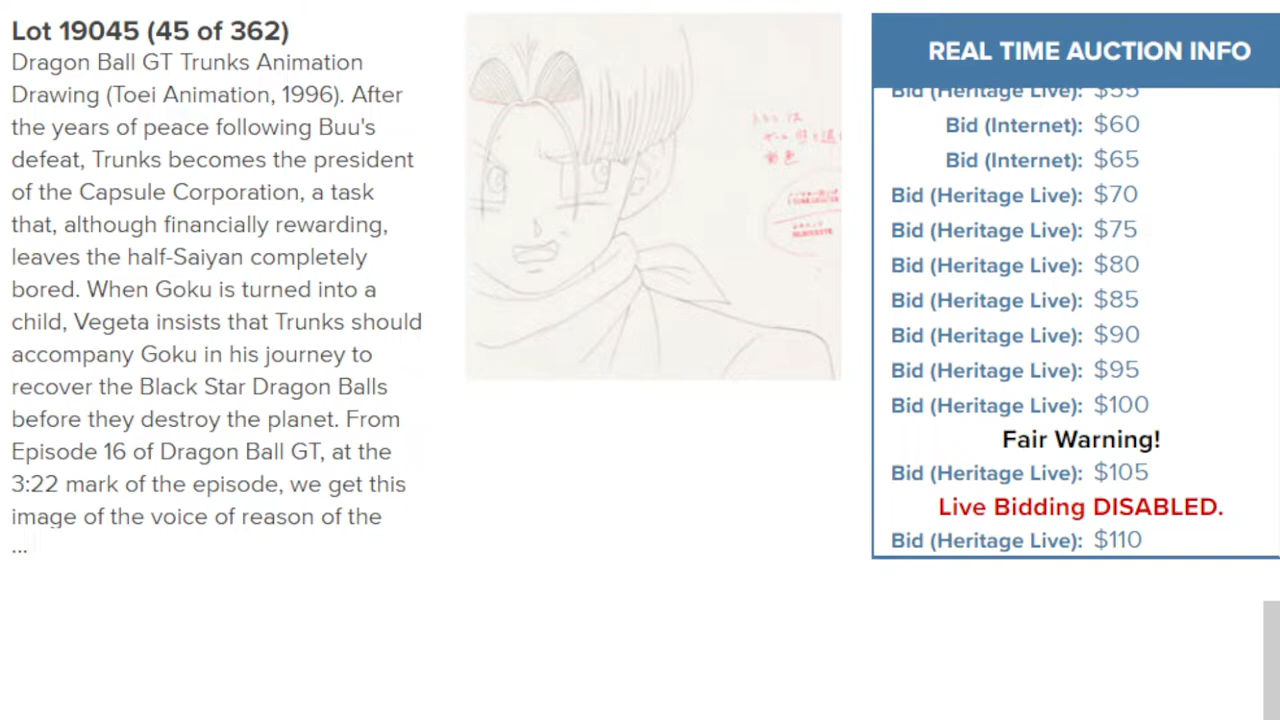 Lot 19045 (45 of 362)
Dragon Ball GT Trunks Animation
Drawing (Toei Animation, 1996). After
the years of peace following Buu's
defeat, Trunks becomes the president
of the Capsule Corporation, a task
that, although financially rewarding,
leaves the half-Saiyan completely
bored. When Goku is turned into a
child, Vegeta insists that Trunks should
accompany Goku in his journey to
recover the Black Star Dragon Balls
before they destroy the planet. From
Episode 16 of Dragon Ball GT, at the
3:22 mark of the episode, we get this
image of the voice of reason of the
...
REAL TIME AUCTION INFO
Bid (Heritage Live): $55
Bid (Internet): $60
Bid (Internet): $65
Bid (Heritage Live): $70
Bid (Heritage Live): $75
Bid (Heritage Live): $80
Bid (Heritage Live): $85
Bid (Heritage Live): $90
Bid (Heritage Live): $95
Bid (Heritage Live): $100
Fair Warning!
Bid (Heritage Live): $105
Live Bidding DISABLED.
Bid (Heritage Live): $110